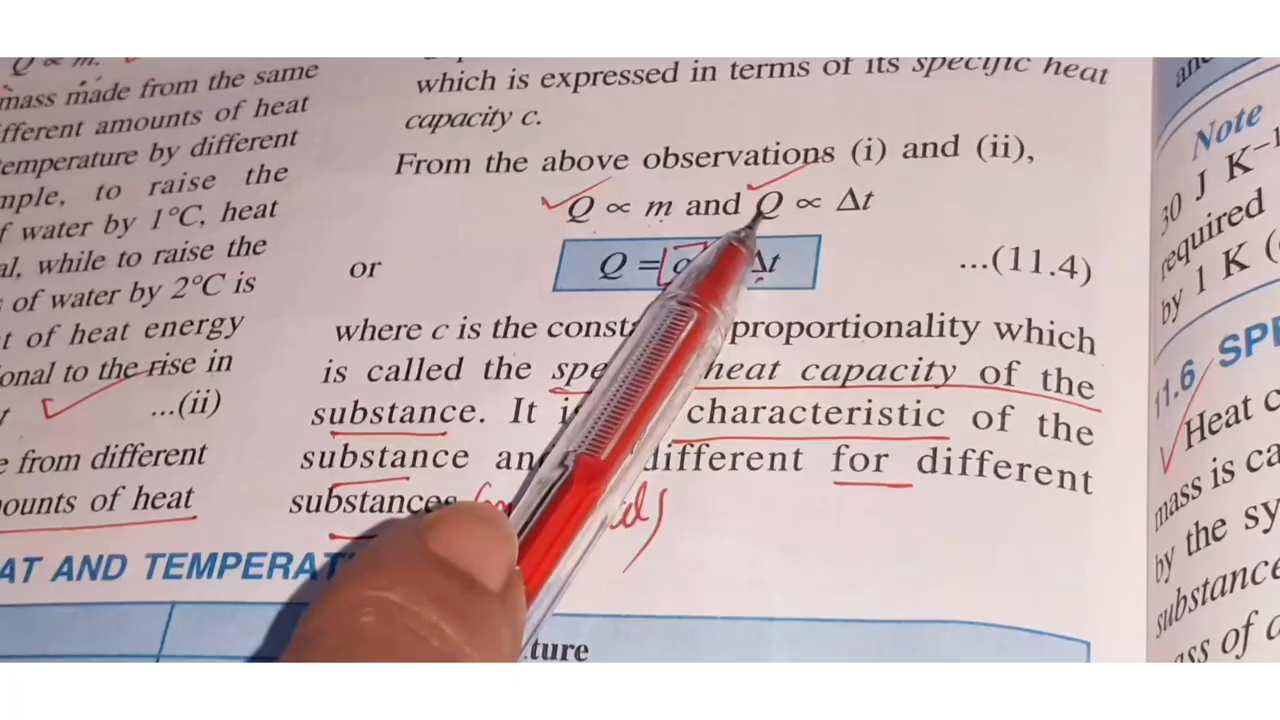 Q ∝ m.
mass made from the same
fferent amounts of heat
temperature by different
mple, to raise the
f water by 1°C, heat
al, while to raise the
s of water by 2°C is
t of heat energy
onal to the rise in
t ...(ii)
e from different
ounts of heat
which is expressed in terms of its specific heat
capacity c.
From the above observations (i) and (ii),
Q ∝ m and Q ∝ Δt
or Q = Δt ...(11.4)
where c is the const proportionality which
is called the spe heat capacity of the
substance. It characteristic of the
substance an different for different
substances
AT AND TEMPERAT
ture
Note
30 J K⁻¹
required
by 1 K (
11.6 SPE
Heat c
mass is ca
by the sy
substance
ass of a